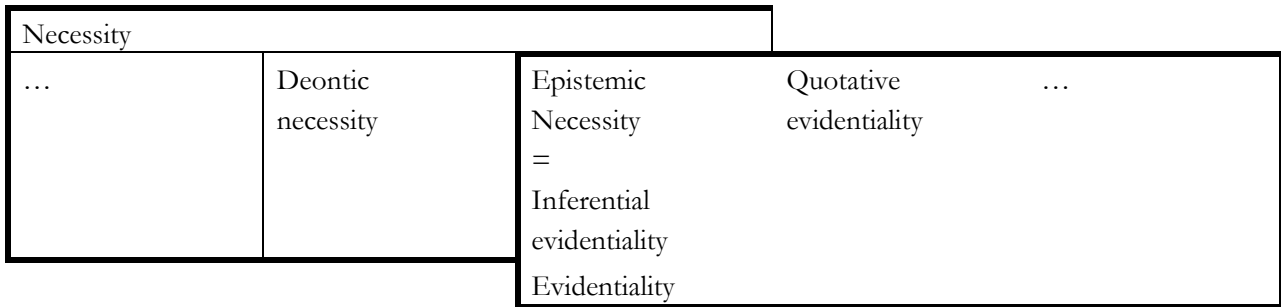 Necessity
… Deontic Epistemic Quotative …
necessity Necessity evidentiality
=
Inferential
evidentiality
Evidentiality